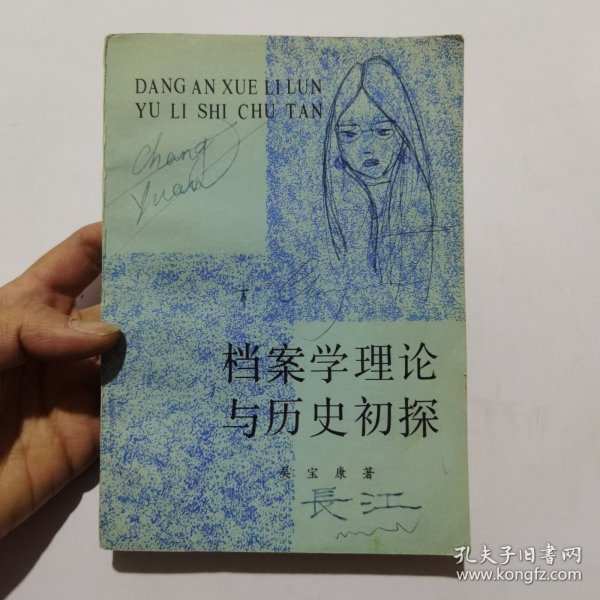 DANG AN XUE LI LUN
YU LI SHI CHU TAN
Chang
Yuan
档案学理论
与历史初探
吴宝康著
長江
孔夫子旧书网
www.kongfz.com